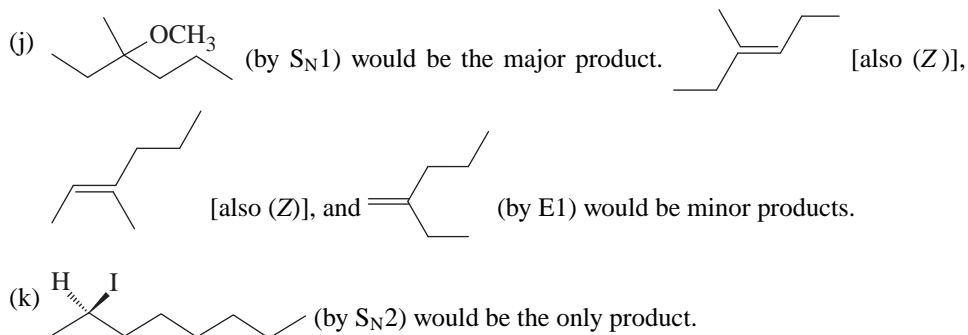 (j) OCH3 (by SN1) would be the major product. [also (Z)],
[also (Z)], and (by E1) would be minor products.
(k) H I (by SN2) would be the only product.